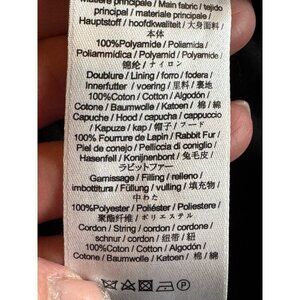 Matière principale / Main fabric / tejido
principal / materiale principale /
Hauptstoff / hoofdkwaliteit / 大身面料 /
本体
100%Polyamide / Poliamida /
Poliammidica / Polyamid / Polyamide /
锦纶 / ナイロン
Doublure / Lining / forro / fodera /
Innenfutter / voering / 里料 / 裏地
100%Coton / Cotton / Algodón /
Cotone / Baumwolle / Katoen / 棉 / 綿
Capuche / Hood / capucha / cappuccio
/ Kapuze / kap / 帽子 / フード
100% Fourrure de Lapin / Rabbit Fur /
Piel de conejo / Pelliccia di coniglio /
Hasenfell / Konijnenbont / 兔毛皮 /
ラビットファー
Garnissage / Filling / relleno /
imbottitura / Füllung / vulling / 填充物 /
中わた
100%Polyester / Poliéster / Poliestere /
聚酯纤维 / ポリエステル
Cordon / String / cordón / cordone /
schnur / cordon / 纽带 / 紐
100%Coton / Cotton / Algodón /
Cotone / Baumwolle / Katoen / 棉 / 綿